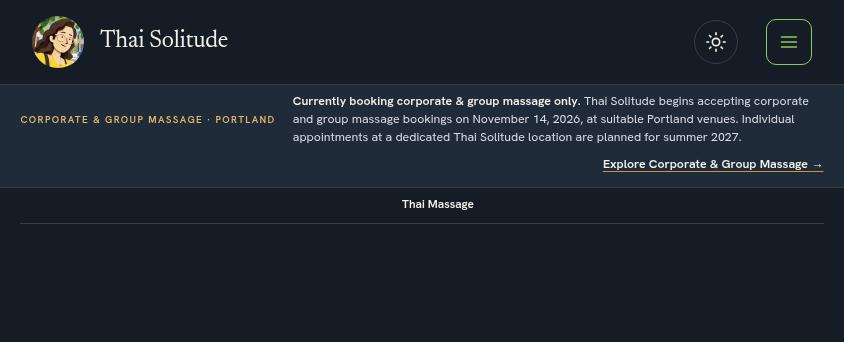 Thai Solitude
CORPORATE & GROUP MASSAGE · PORTLAND
Currently booking corporate & group massage only. Thai Solitude begins accepting corporate
and group massage bookings on November 14, 2026, at suitable Portland venues. Individual
appointments at a dedicated Thai Solitude location are planned for summer 2027.
Explore Corporate & Group Massage →
Thai Massage